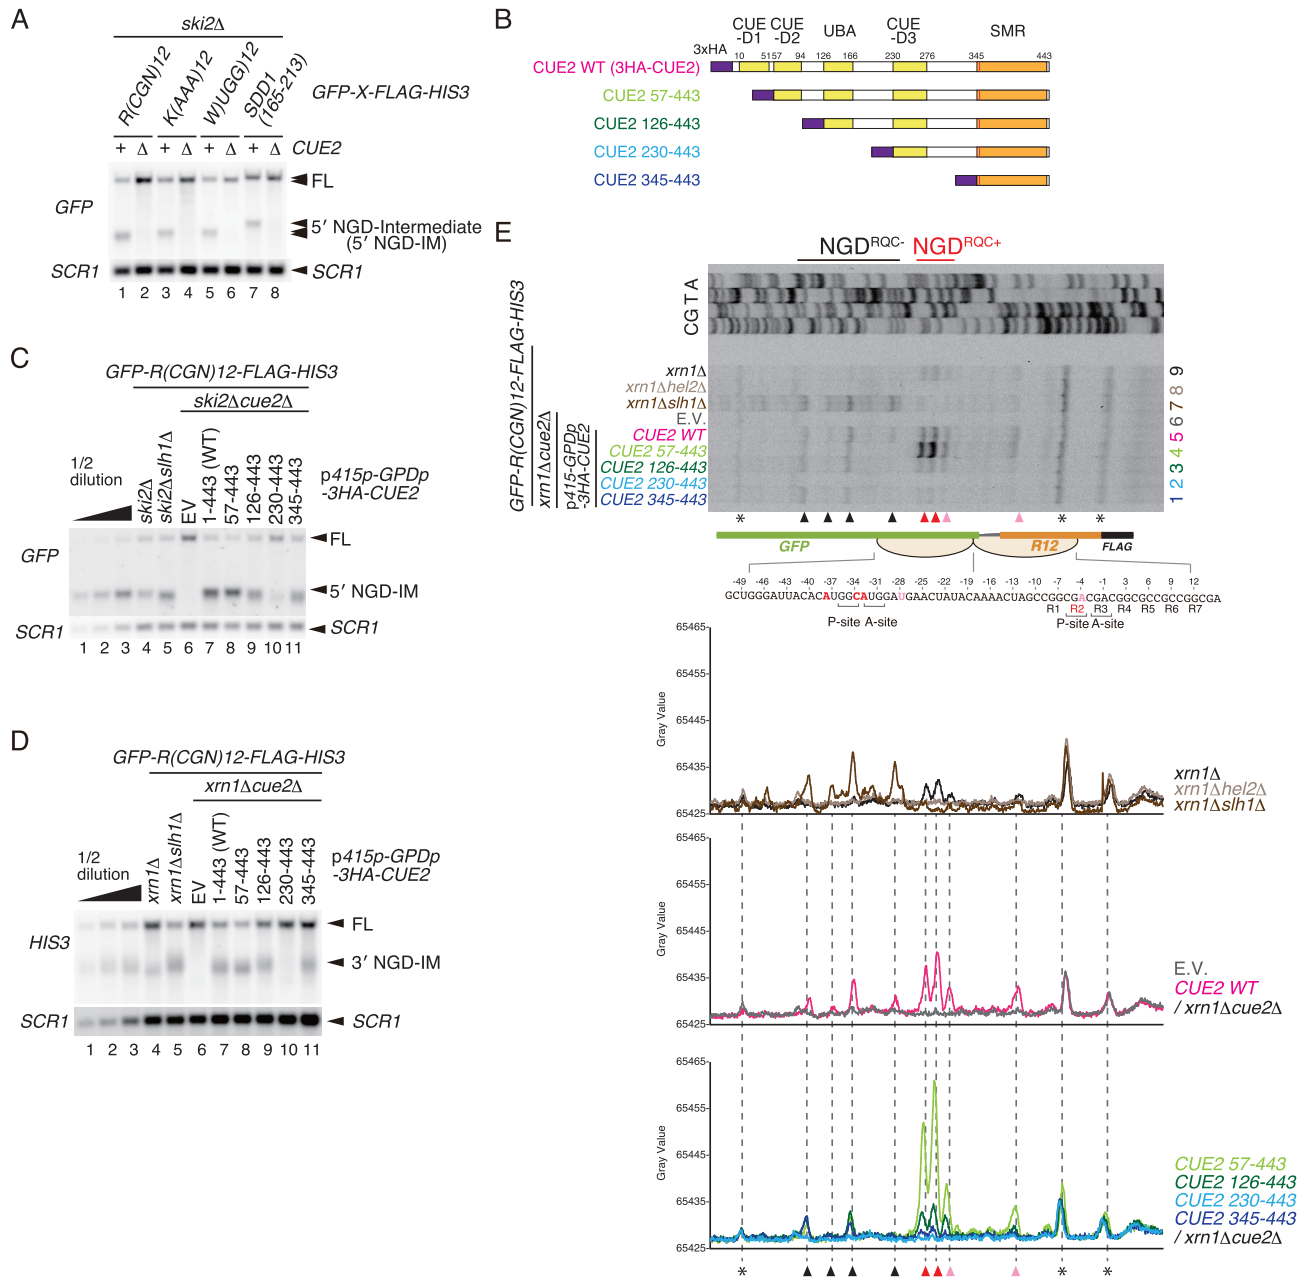 A
ski2Δ
R(CGN)12
K(AAA)12
W)UGG)12
SDD1
(165-213)
GFP-X-FLAG-HIS3
+ Δ + Δ + Δ + Δ CUE2
GFP
FL
5′ NGD-Intermediate
(5′ NGD-IM)
SCR1
SCR1
1 2 3 4 5 6 7 8
B
CUE
-D1
CUE
-D2
UBA
CUE
-D3
SMR
3xHA
10 51 57 94 126 166 230 276 345 443
CUE2 WT (3HA-CUE2)
CUE2 57-443
CUE2 126-443
CUE2 230-443
CUE2 345-443
C
GFP-R(CGN)12-FLAG-HIS3
ski2Δcue2Δ
1/2
dilution
ski2Δ
ski2Δslh1Δ
EV
1-443 (WT)
57-443
126-443
230-443
345-443
p415p-GPDp
-3HA-CUE2
GFP
FL
5′ NGD-IM
SCR1
SCR1
1 2 3 4 5 6 7 8 9 10 11
D
GFP-R(CGN)12-FLAG-HIS3
xrn1Δcue2Δ
1/2
dilution
xrn1Δ
xrn1Δslh1Δ
EV
1-443 (WT)
57-443
126-443
230-443
345-443
p415p-GPDp
-3HA-CUE2
HIS3
FL
3′ NGD-IM
SCR1
SCR1
1 2 3 4 5 6 7 8 9 10 11
E
NGDRQC-
NGDRQC+
CG T A
GFP-R(CGN)12-FLAG-HIS3
xrn1Δcue2Δ
p415-GPDp
-3HA-CUE2
xrn1Δ
xrn1Δhel2Δ
xrn1Δslh1Δ
E.V.
CUE2 WT
CUE2 57-443
CUE2 126-443
CUE2 230-443
CUE2 345-443
1 2 3 4 5 6 7 8 9
* * *
GFP
R12
FLAG
-49 -46 -43 -40 -37 -34 -31 -28 -25 -22 -19 -16 -13 -10 -7 -4 -1 3 6 9 12
GCUGGGAUUACACAUGGCAUGGAUGAACUAUACAAAACUAGCCGGCGACGACGGCGCCGCCGGCGA
R1 R2 R3 R4 R5 R6 R7
P-site A-site
P-site A-site
65465
65455
65445
65435
65425
Gray Value
xrn1Δ
xrn1Δhel2Δ
xrn1Δslh1Δ
65465
65455
65445
65435
65425
Gray Value
E.V.
CUE2 WT
/ xrn1Δcue2Δ
65465
65455
65445
65435
65425
Gray Value
CUE2 57-443
CUE2 126-443
CUE2 230-443
CUE2 345-443
/ xrn1Δcue2Δ
* * *